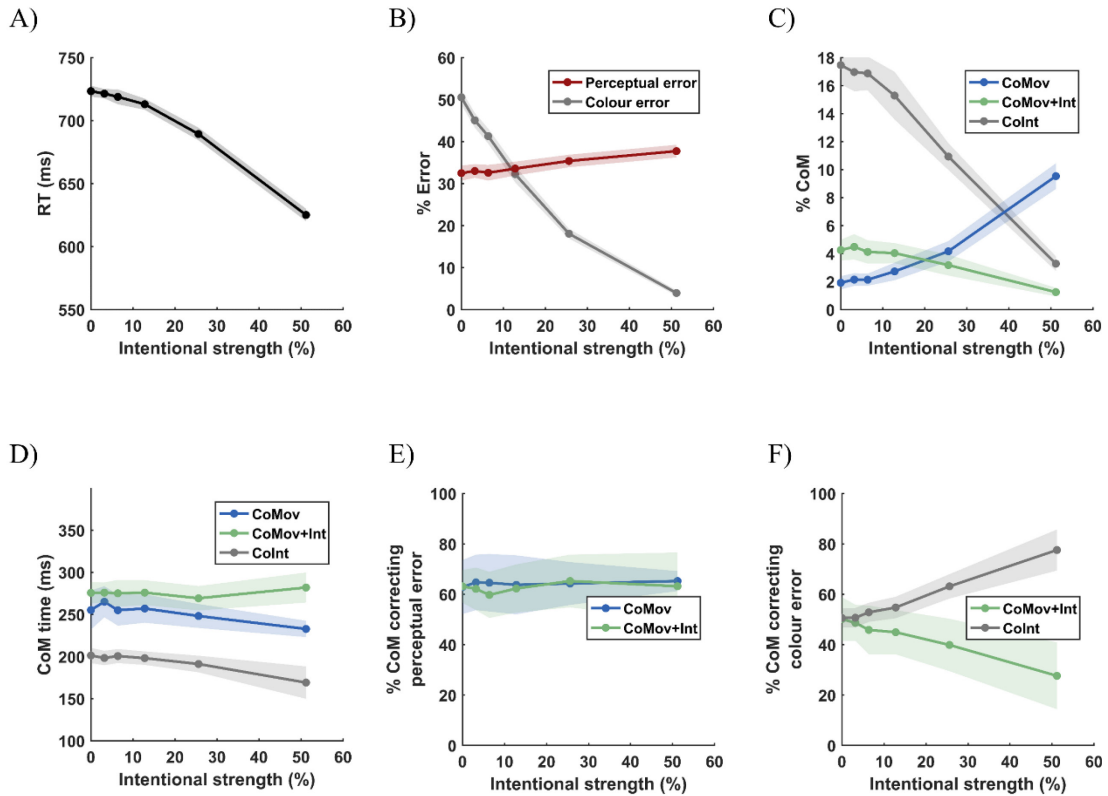 A)
RT (ms)
750
700
650
600
550
0 10 20 30 40 50 60
Intentional strength (%)
B)
% Error
60
50
40
30
20
10
0
Perceptual error
Colour error
0 10 20 30 40 50 60
Intentional strength (%)
C)
% CoM
18
16
14
12
10
8
6
4
2
0
CoMov
CoMov+Int
CoInt
0 10 20 30 40 50 60
Intentional strength (%)
D)
CoM time (ms)
350
300
250
200
150
100
CoMov
CoMov+Int
CoInt
0 10 20 30 40 50 60
Intentional strength (%)
E)
% CoM correcting
perceptual error
100
80
60
40
20
0
CoMov
CoMov+Int
0 10 20 30 40 50 60
Intentional strength (%)
F)
% CoM correcting
colour error
100
80
60
40
20
0
CoMov+Int
CoInt
0 10 20 30 40 50 60
Intentional strength (%)